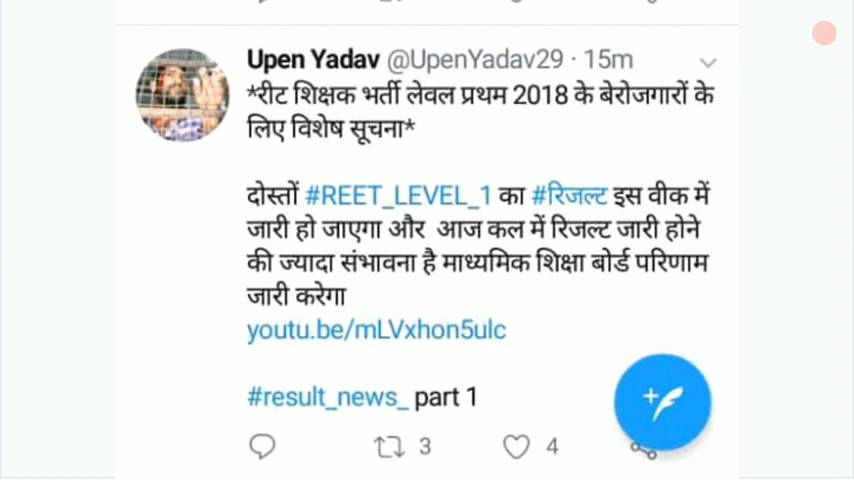 Upen Yadav @UpenYadav29 · 15m
*रीट शिक्षक भर्ती लेवल प्रथम 2018 के बेरोजगारों के
लिए विशेष सूचना*
दोस्तों #REET_LEVEL_1 का #रिजल्ट इस वीक में
जारी हो जाएगा और आज कल में रिजल्ट जारी होने
की ज्यादा संभावना है माध्यमिक शिक्षा बोर्ड परिणाम
जारी करेगा
youtu.be/mLVxhon5ulc
#result_news_ part 1
3 4